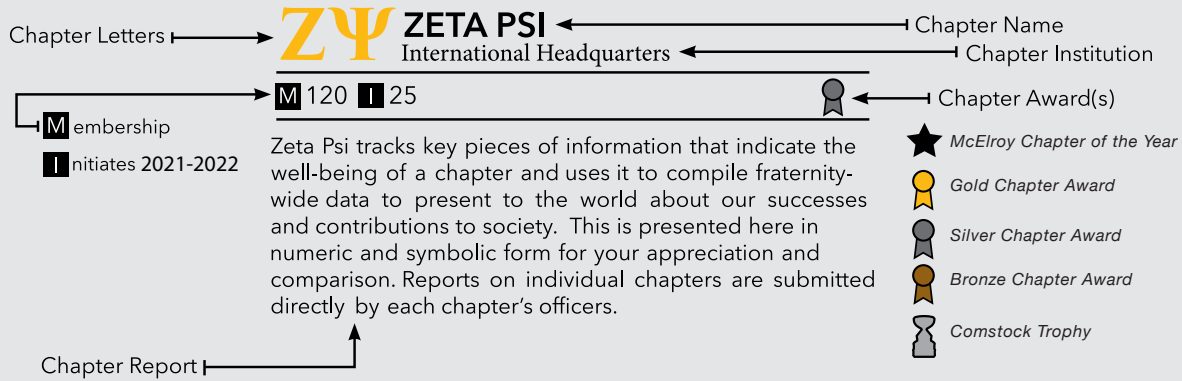 Chapter Letters
ΖΨ ZETA PSI
International Headquarters
Chapter Name
Chapter Institution
M 120 I 25
Chapter Award(s)
M embership
I nitiates 2021-2022
Zeta Psi tracks key pieces of information that indicate the
well-being of a chapter and uses it to compile fraternity-
wide data to present to the world about our successes
and contributions to society. This is presented here in
numeric and symbolic form for your appreciation and
comparison. Reports on individual chapters are submitted
directly by each chapter’s officers.
McElroy Chapter of the Year
Gold Chapter Award
Silver Chapter Award
Bronze Chapter Award
Comstock Trophy
Chapter Report